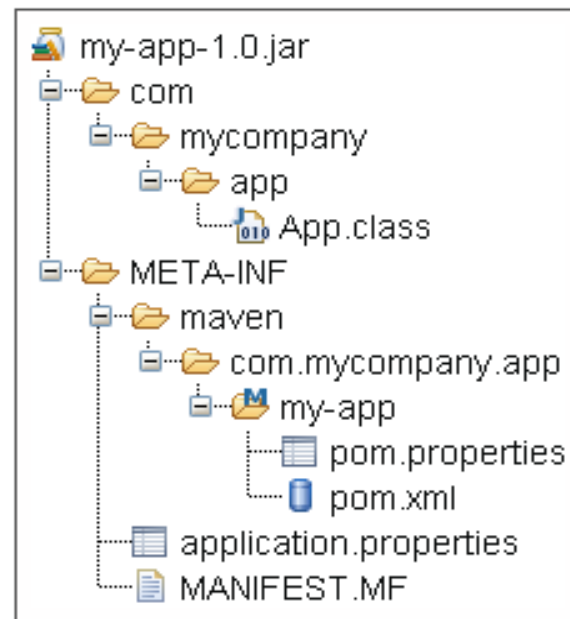 my-app-1.0.jar
com
mycompany
app
App.class
META-INF
maven
com.mycompany.app
my-app
pom.properties
pom.xml
application.properties
MANIFEST.MF